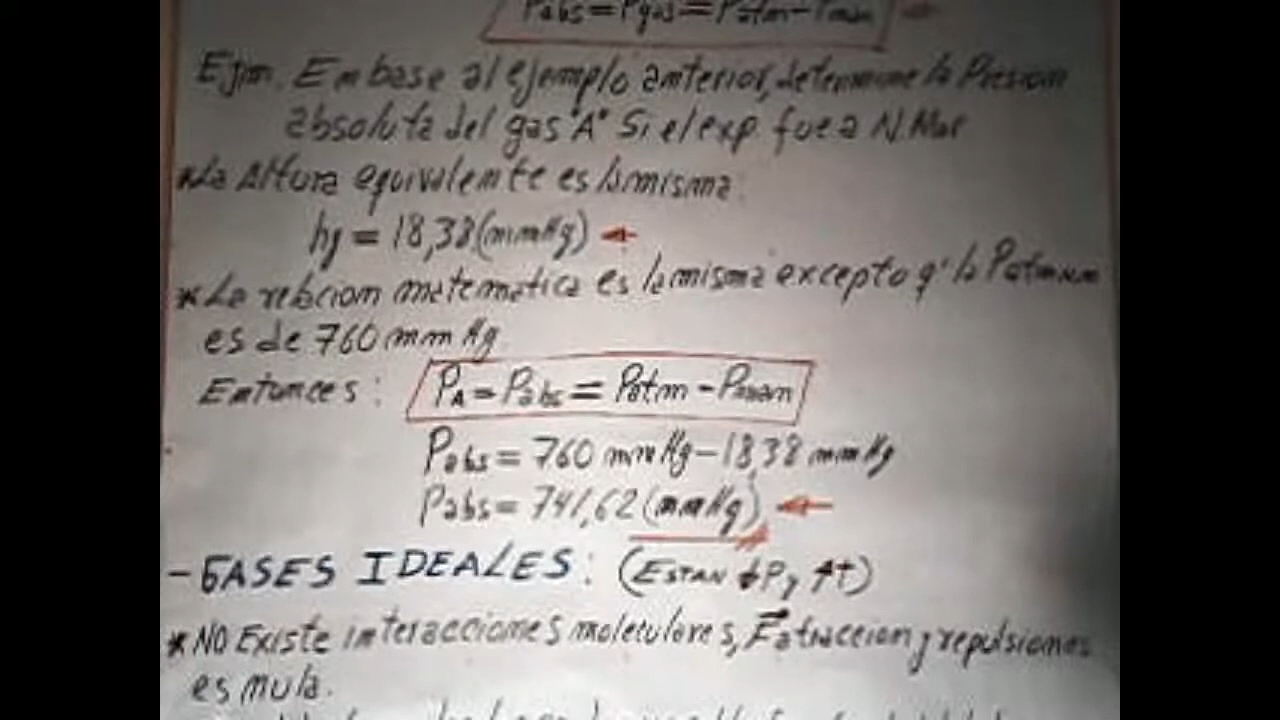 Pabs=Pgas=Patm-Pman
Ejm. En base al ejemplo anterior, determine la Presion
absoluta del gas "A" Si el exp. fue a N. Mar
*La Altura equivalente es la misma:
hg = 18,38 (mmHg) ←
*La relacion matematica es la misma excepto q' la Patm
es de 760 mm Hg
Entonces: PA = Pabs = Patm - Pman
Pabs = 760 mmHg - 18,38 mmHg
Pabs = 741,62 (mmHg) ←
- GASES IDEALES: (ESTAN ↓P y ↑t)
*NO Existe interacciones moleculares, F atraccion y repulsiones
es nula.